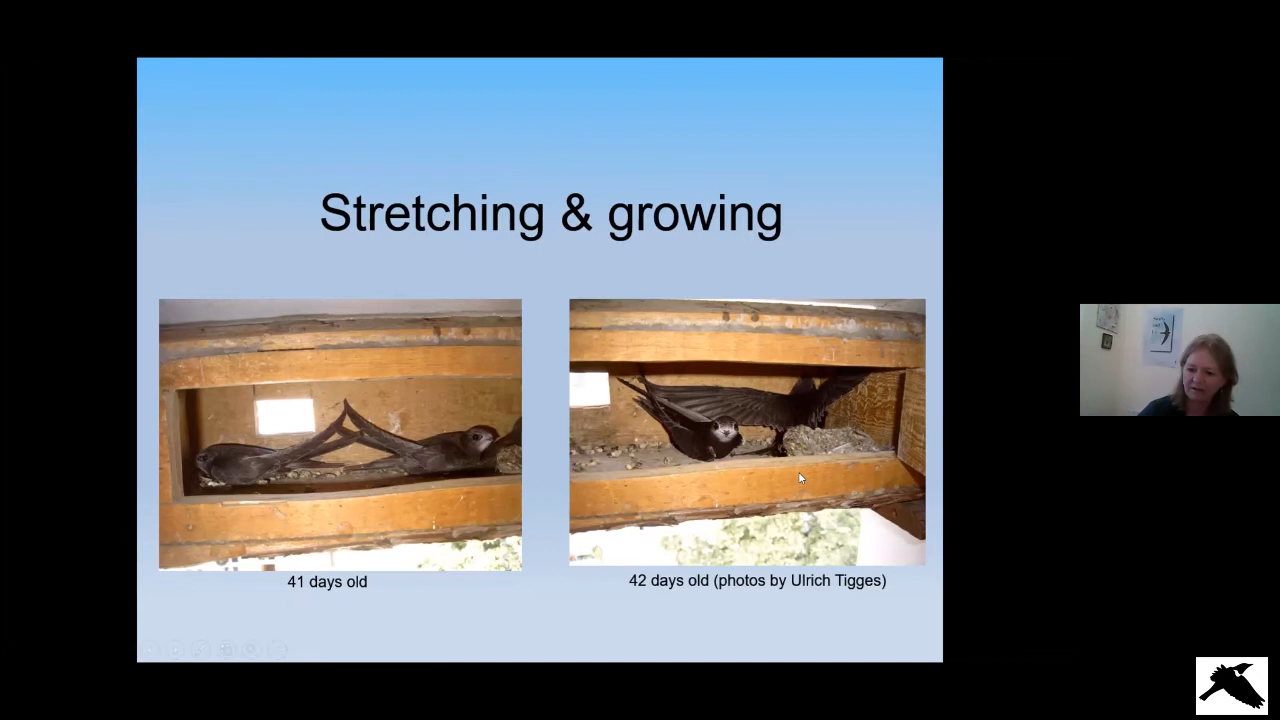 Stretching & growing
41 days old
42 days old (photos by Ulrich Tigges)